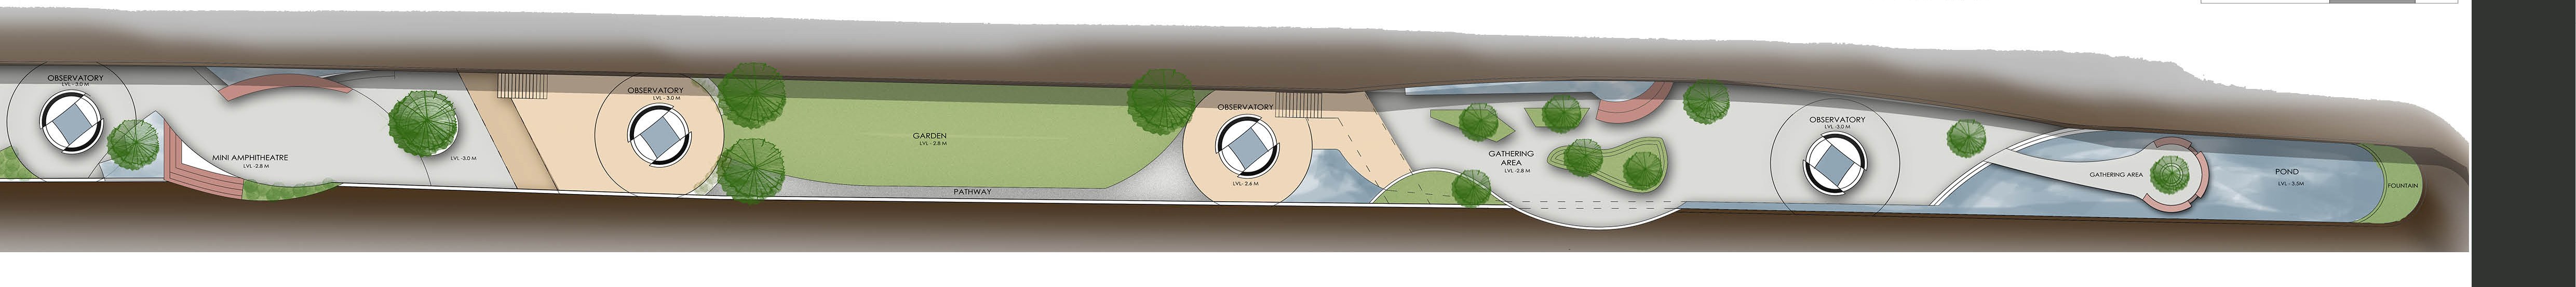 OBSERVATORY
LVL - 3.0 M
MINI AMPHITHEATRE
LVL -2.8 M
LVL -3.0 M
OBSERVATORY
LVL - 3.0 M
GARDEN
LVL - 2.8 M
PATHWAY
OBSERVATORY
LVL- 2.6 M
GATHERING
AREA
LVL -2.8 M
OBSERVATORY
LVL -3.0 M
GATHERING AREA
POND
LVL - 3.5M
FOUNTAIN